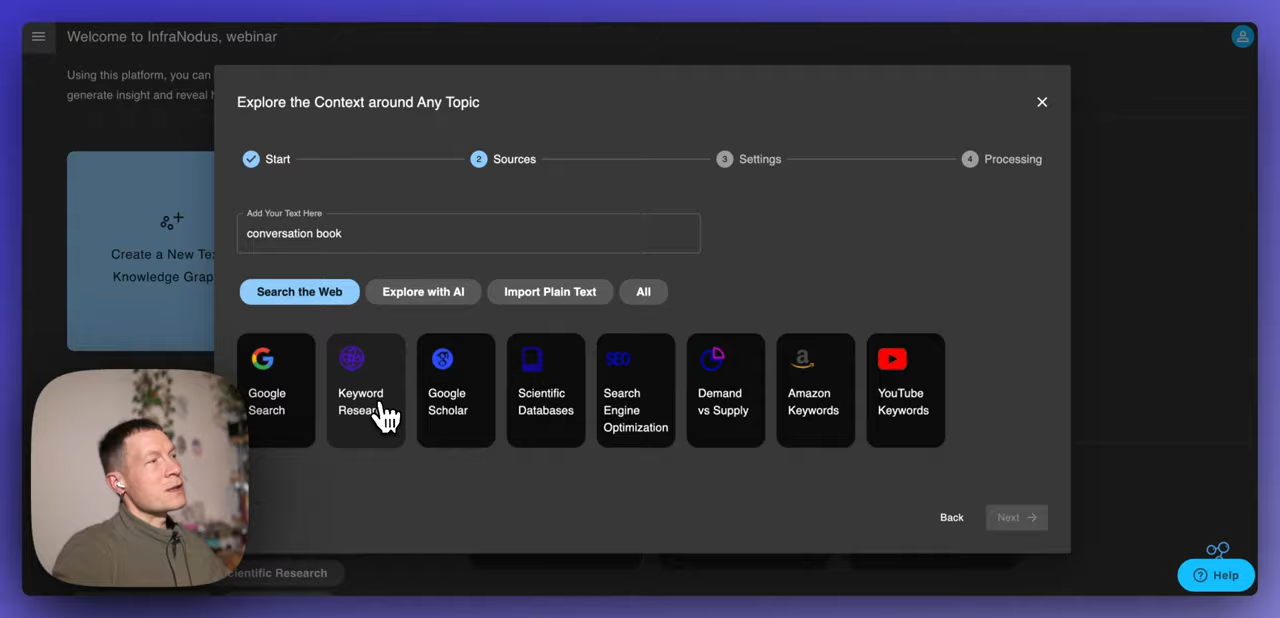 Welcome to InfraNodus, webinar
Using this platform, you can
generate insight and reveal
Explore the Context around Any Topic
Start
2 Sources
3 Settings
4 Processing
Add Your Text Here
conversation book
Search the Web
Explore with AI
Import Plain Text
All
Google
Search
Keyword
Google
Scholar
Scientific
Databases
SEO
Search
Engine
Optimization
Demand
vs Supply
a
Amazon
Keywords
YouTube
Keywords
Create a New
Knowledge
Back
Next
Research
? Help